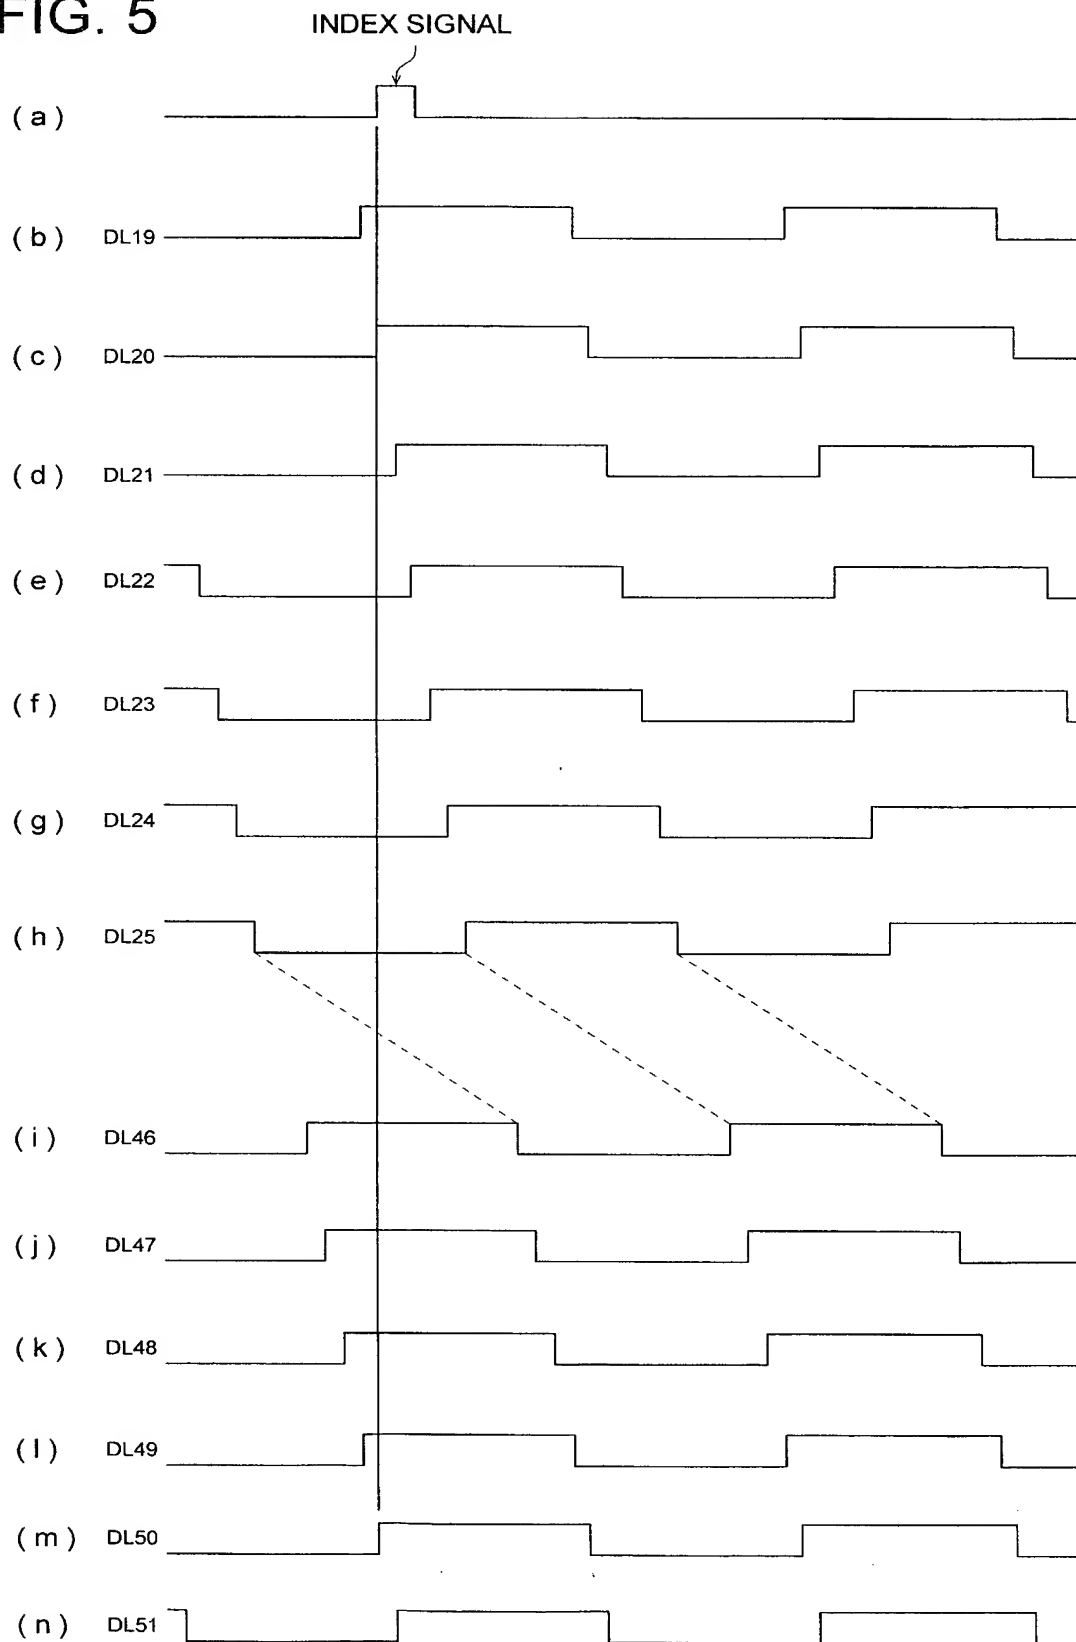 FIG. 5
INDEX SIGNAL
(a)
(b) DL19
(c) DL20
(d) DL21
(e) DL22
(f) DL23
(g) DL24
(h) DL25
(i) DL46
(j) DL47
(k) DL48
(l) DL49
(m) DL50
(n) DL51